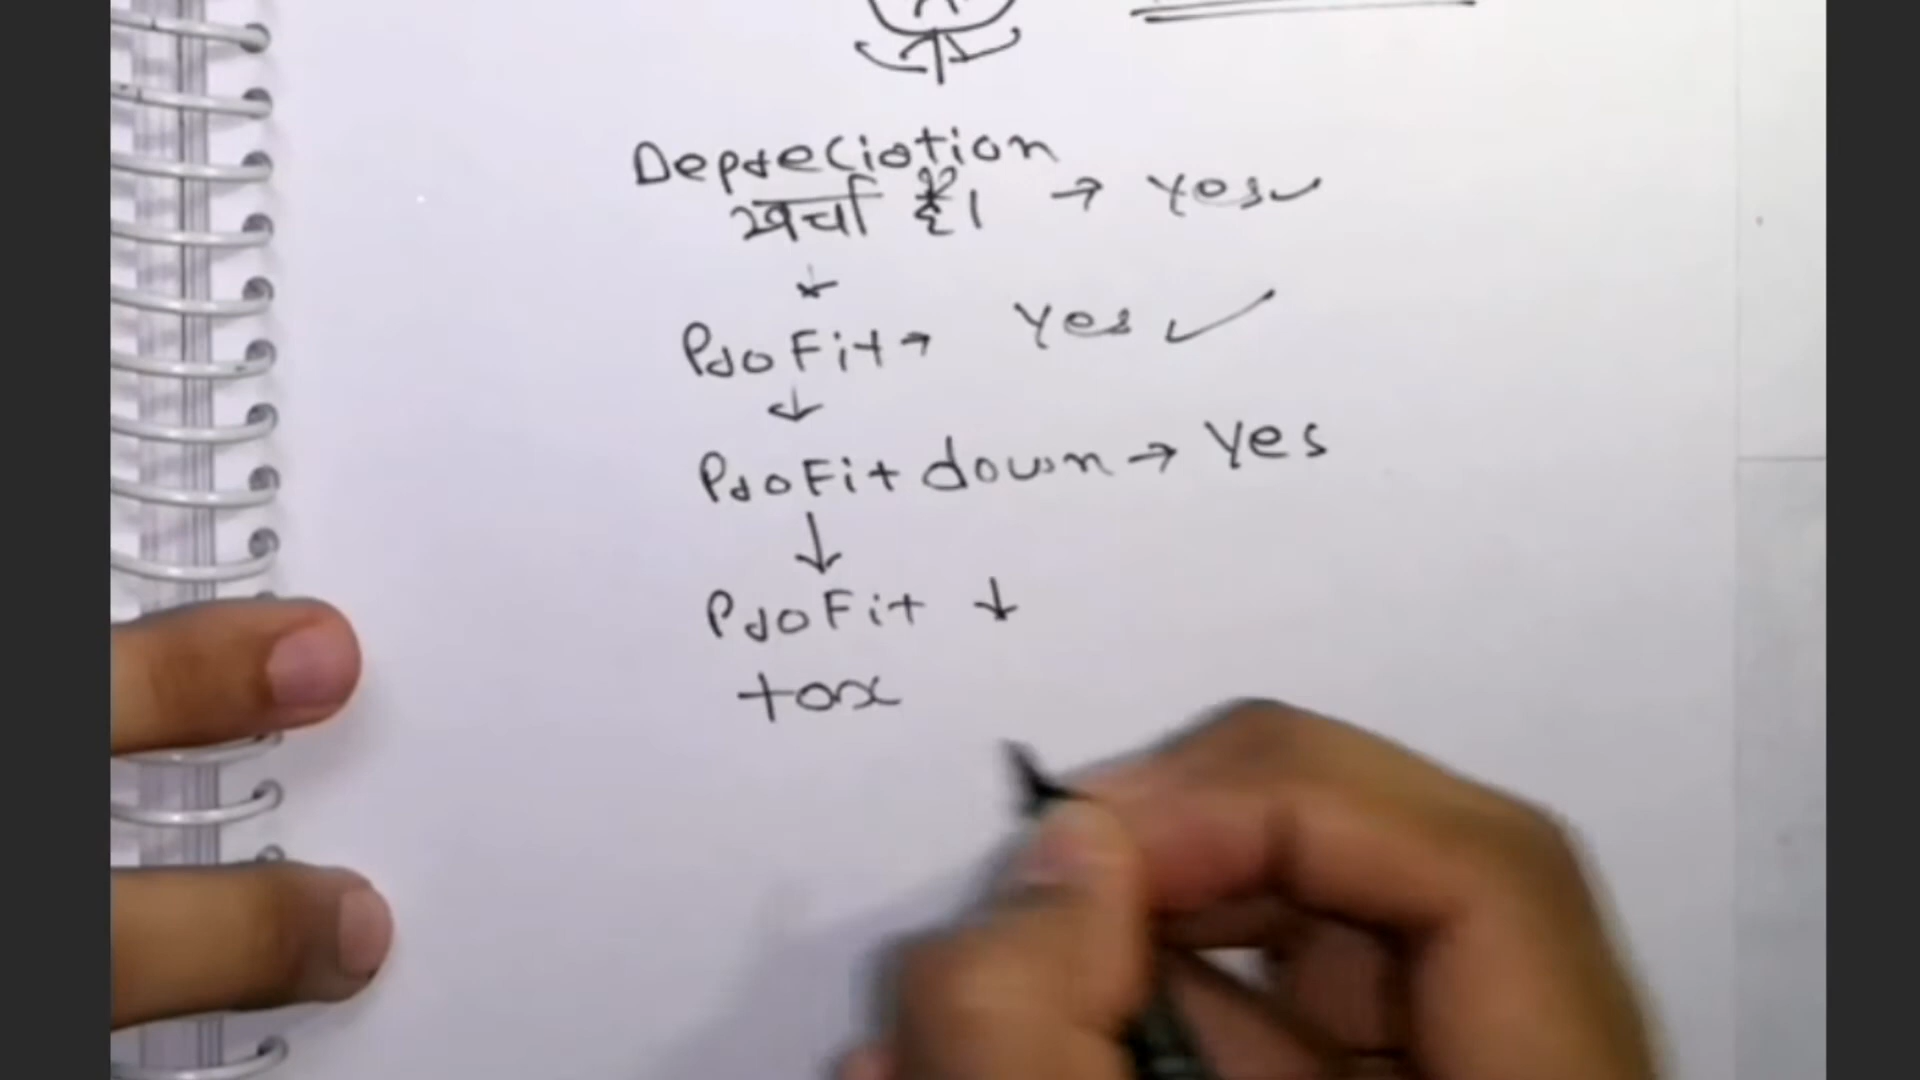 Depreciation
खर्चा है। → Yes ✓
↓
Profit → Yes ✓
↓
Profit down → Yes
↓
Profit ↓
tax